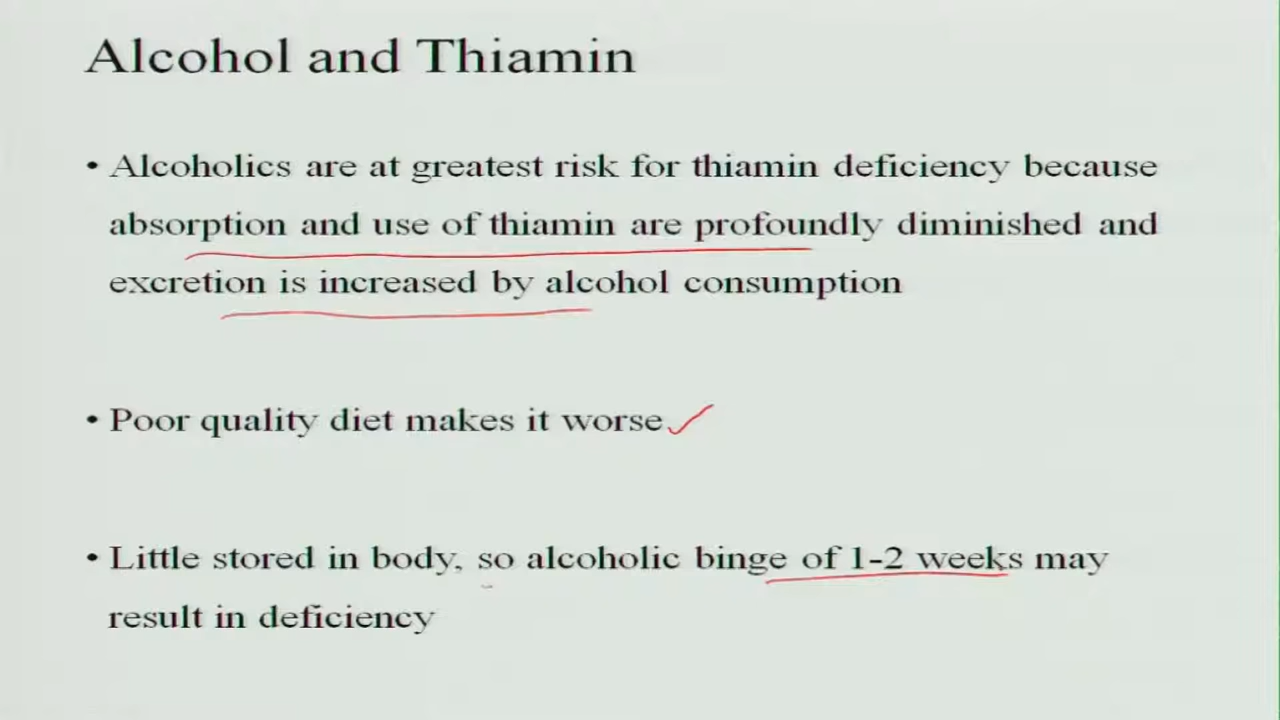 Alcohol and Thiamin
• Alcoholics are at greatest risk for thiamin deficiency because
absorption and use of thiamin are profoundly diminished and
excretion is increased by alcohol consumption
• Poor quality diet makes it worse
• Little stored in body, so alcoholic binge of 1-2 weeks may
result in deficiency